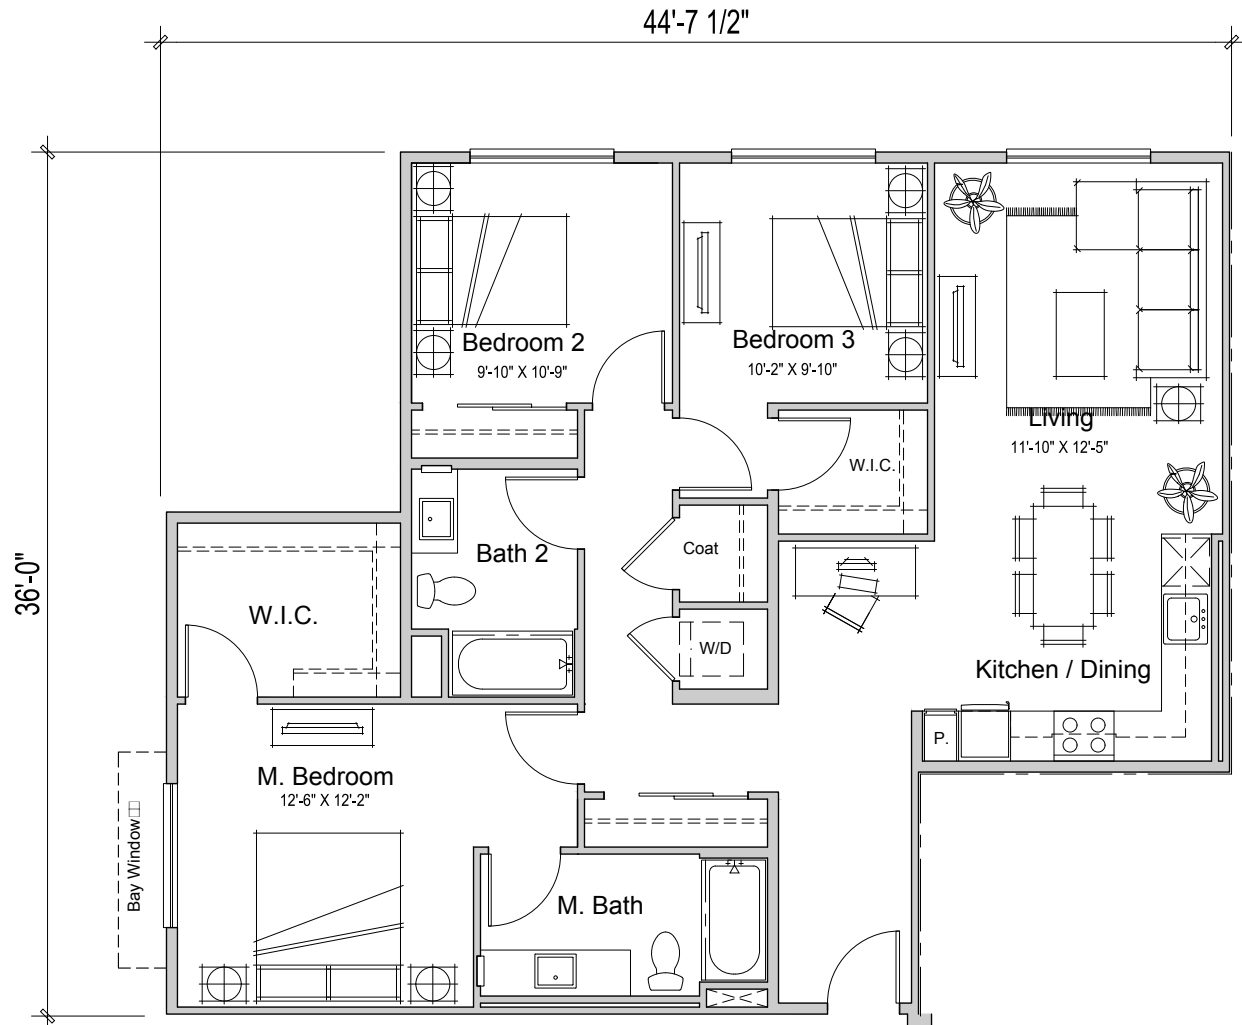 44'-7 1/2"
36'-0"
Bedroom 2
9'-10" X 10'-9"
Bedroom 3
10'-2" X 9'-10"
Living
11'-10" X 12'-5"
W.I.C.
Coat
Bath 2
W.I.C.
W/D
Kitchen / Dining
P.
M. Bedroom
12'-6" X 12'-2"
Bay Window
M. Bath